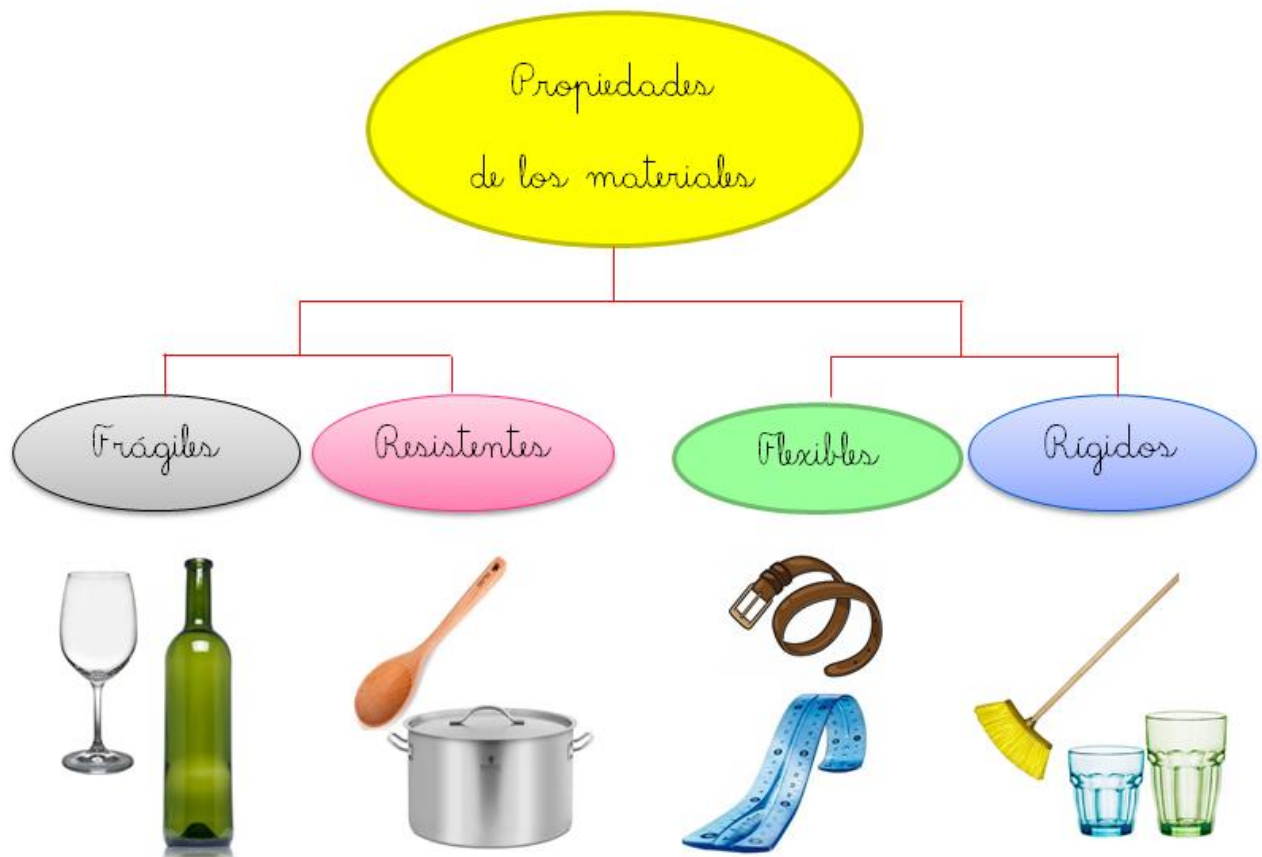 Propiedades
de los materiales
Frágiles
Resistentes
Flexibles
Rígidos